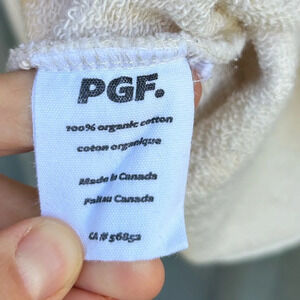 PGF.
100% organic cotton
coton organique
Made in Canada
Fait au Canada
CA # 56852